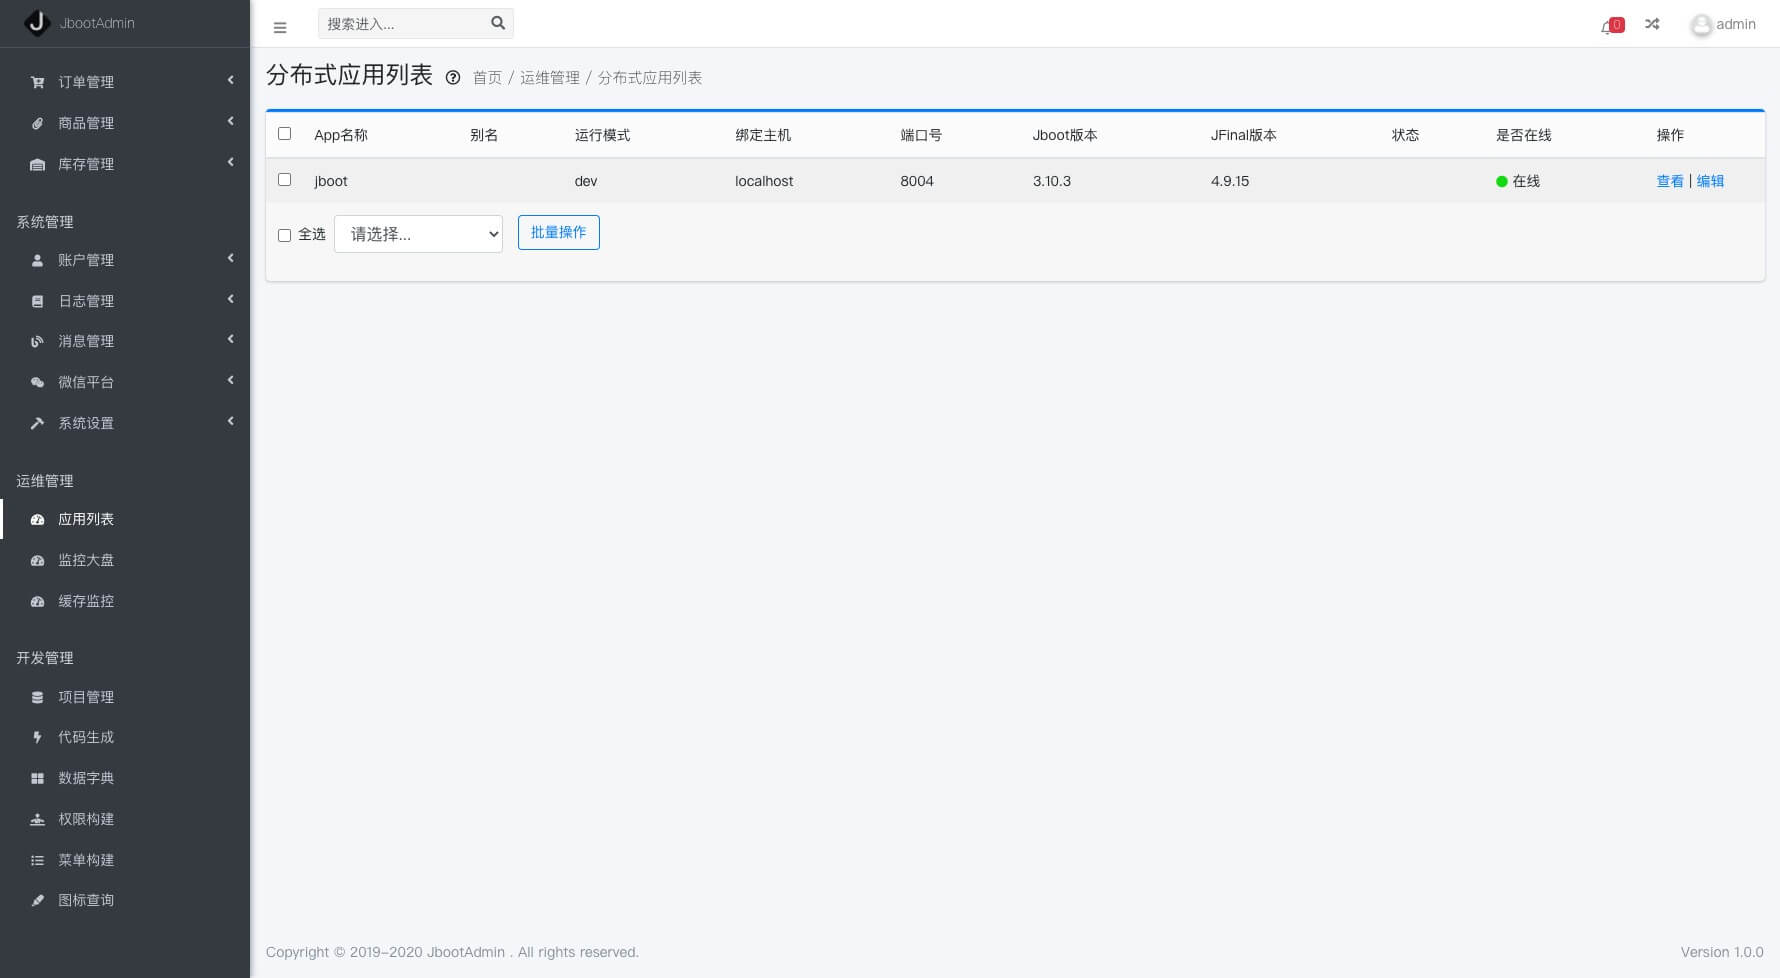 JbootAdmin
搜索进入...
0
admin
订单管理
商品管理
库存管理
系统管理
账户管理
日志管理
消息管理
微信平台
系统设置
运维管理
应用列表
监控大盘
缓存监控
开发管理
项目管理
代码生成
数据字典
权限构建
菜单构建
图标查询
分布式应用列表 首页 / 运维管理 / 分布式应用列表
App名称 别名 运行模式 绑定主机 端口号 Jboot版本 JFinal版本 状态 是否在线 操作
jboot dev localhost 8004 3.10.3 4.9.15 在线 查看 | 编辑
全选 请选择... 批量操作
Copyright © 2019-2020 JbootAdmin . All rights reserved. Version 1.0.0